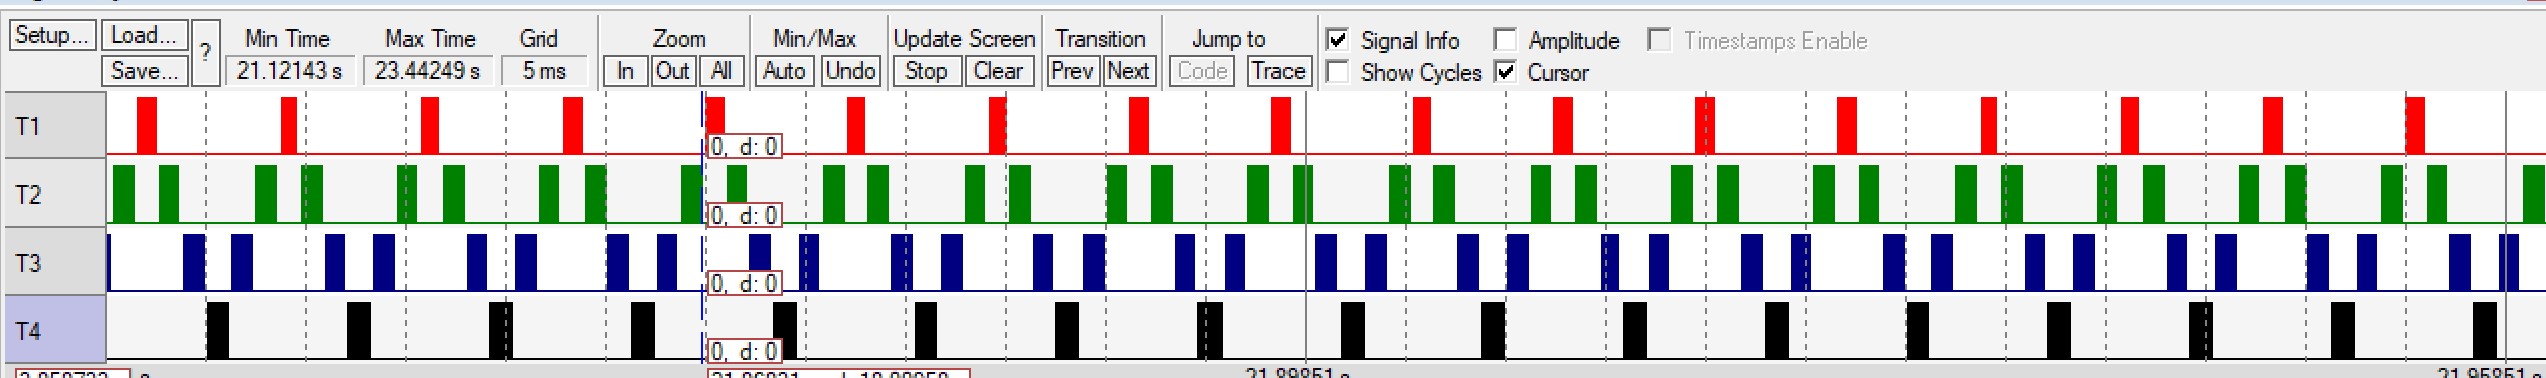 Setup... Load... ? Min Time Max Time Grid Zoom Min/Max Update Screen Transition Jump to Signal Info Amplitude Timestamps Enable
Save... 21.12143 s 23.44249 s 5 ms In Out All Auto Undo Stop Clear Prev Next Code Trace Show Cycles Cursor
T1
0, d: 0
T2
0, d: 0
T3
0, d: 0
T4
0, d: 0
21.89851 s 21.95851 s